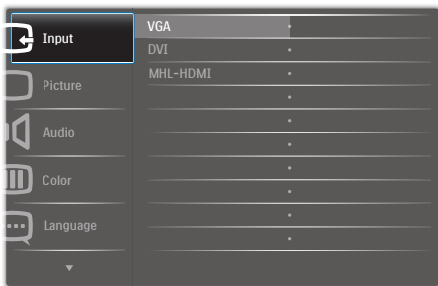 Input
Picture
Audio
Color
Language
VGA
DVI
MHL-HDMI